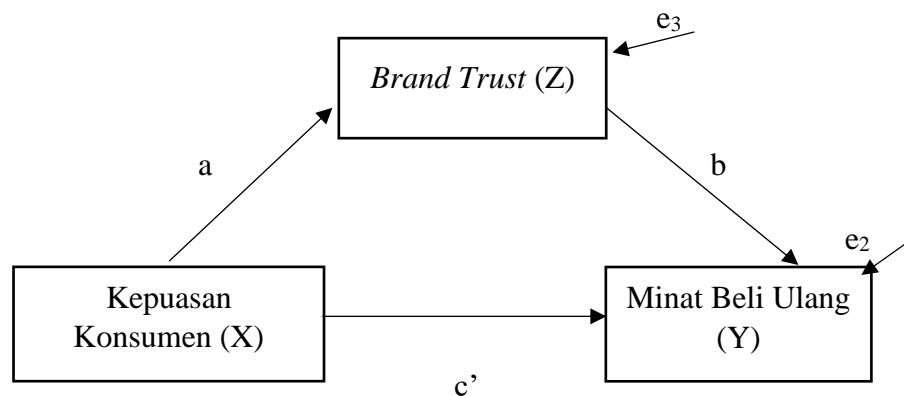 e₃
Brand Trust (Z)
a
b
e₂
Kepuasan
Konsumen (X)
Minat Beli Ulang
(Y)
c’